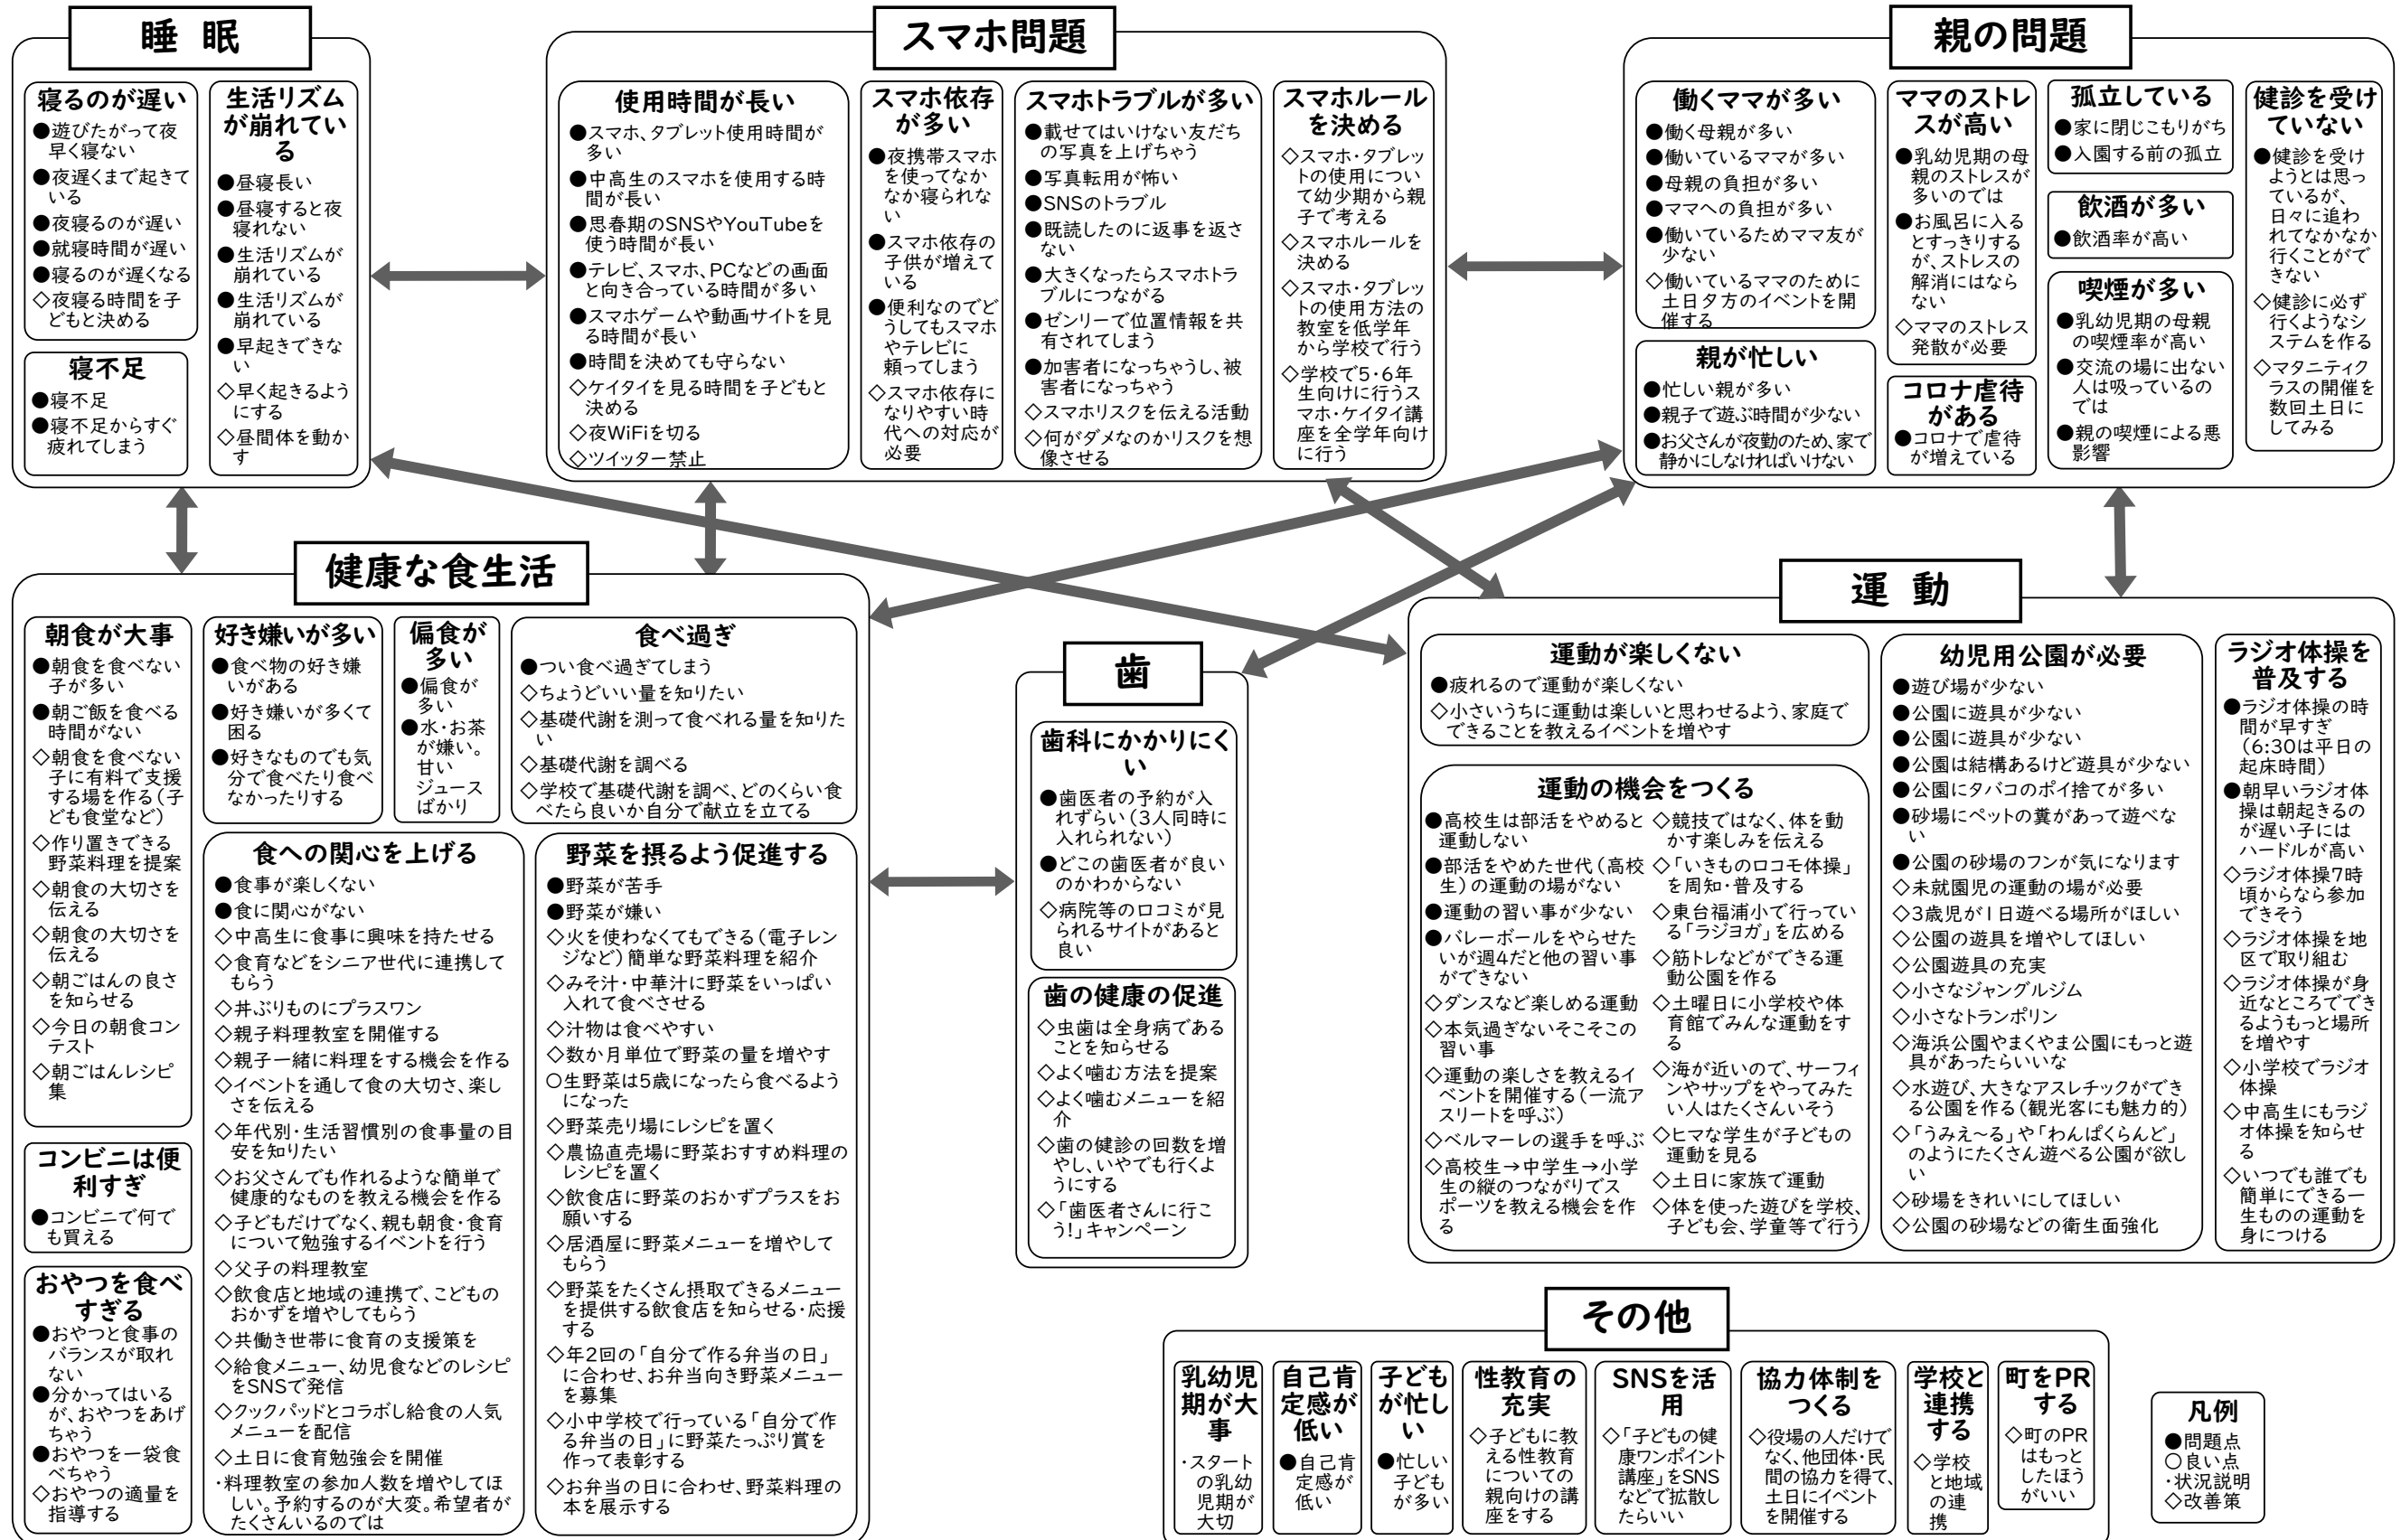 睡 眠
寝るのが遅い
●遊びたがって夜
早く寝ない
●夜遅くまで起きて
いる
●夜寝るのが遅い
●就寝時間が遅い
●寝るのが遅くなる
◇夜寝る時間を子
どもと決める
寝不足
●寝不足
●寝不足からすぐ
疲れてしまう
生活リズム
が崩れてい
る
●昼寝長い
●昼寝すると夜
寝れない
●生活リズムが
崩れている
●生活リズムが
崩れている
●早起きできな
い
◇早く起きるよう
にする
◇昼間体を動か
す
スマホ問題
使用時間が長い
●スマホ、タブレット使用時間が
多い
●中高生のスマホを使用する時
間が長い
●思春期のSNSやYouTubeを
使う時間が長い
●テレビ、スマホ、PCなどの画面
と向き合っている時間が多い
●スマホゲームや動画サイトを見
る時間が長い
●時間を決めても守らない
◇ケイタイを見る時間を子どもと
決める
◇夜WiFiを切る
◇ツイッター禁止
スマホ依存
が多い
●夜携帯スマホ
を使ってなか
なか寝られな
い
●スマホ依存の
子供が増えて
いる
●便利なのでど
うしてもスマホ
やテレビに
頼ってしまう
◇スマホ依存に
なりやすい時
代への対応が
必要
スマホトラブルが多い
●載せてはいけない友だち
の写真を上げちゃう
●写真転用が怖い
●SNSのトラブル
●既読したのに返事を返さ
ない
●大きくなったらスマホトラ
ブルにつながる
●ゼンリーで位置情報を共
有されてしまう
●加害者になっちゃうし、被
害者になっちゃう
◇スマホリスクを伝える活動
◇何がダメなのかリスクを想
像させる
スマホルール
を決める
◇スマホ・タブレッ
トの使用につい
て幼少期から親
子で考える
◇スマホルールを
決める
◇スマホ・タブレッ
トの使用方法の
教室を低学年
から学校で行う
◇学校で5・6年
生向けに行うス
マホ・ケイタイ講
座を全学年向け
に行う
親の問題
働くママが多い
●働く母親が多い
●働いているママが多い
●母親の負担が多い
●ママへの負担が多い
●働いているためママ友が
少ない
◇働いているママのために
土日夕方のイベントを開
催する
親が忙しい
●忙しい親が多い
●親子で遊ぶ時間が少ない
●お父さんが夜勤のため、家で
静かにしなければいけない
ママのストレ
スが高い
●乳幼児期の母
親のストレスが
多いのでは
●お風呂に入る
とすっきりする
が、ストレスの
解消にはなら
ない
◇ママのストレス
発散が必要
コロナ虐待
がある
●コロナで虐待
が増えている
孤立している
●家に閉じこもりがち
●入園する前の孤立
飲酒が多い
●飲酒率が高い
喫煙が多い
●乳幼児期の母親
の喫煙率が高い
●交流の場に出ない
人は吸っているの
では
●親の喫煙による悪
影響
健診を受け
ていない
●健診を受け
ようとは思っ
ているが、
日々に追わ
れてなかなか
行くことがで
きない
◇健診に必ず
行くようなシ
ステムを作る
◇マタニティク
ラスの開催を
数回土日に
してみる
健康な食生活
朝食が大事
●朝食を食べない
子が多い
●朝ご飯を食べる
時間がない
◇朝食を食べない
子に有料で支援
する場を作る(子
ども食堂など)
◇作り置きできる
野菜料理を提案
◇朝食の大切さを
伝える
◇朝食の大切さを
伝える
◇朝ごはんの良さ
を知らせる
◇今日の朝食コン
テスト
◇朝ごはんレシピ
集
コンビニは便
利すぎ
●コンビニで何で
も買える
おやつを食べ
すぎる
●おやつと食事の
バランスが取れ
ない
●分かってはいる
が、おやつをあげ
ちゃう
●おやつを一袋食
べちゃう
◇おやつの適量を
指導する
好き嫌いが多い
●食べ物の好き嫌
いがある
●好き嫌いが多くて
困る
●好きなものでも気
分で食べたり食べ
なかったりする
偏食が
多い
●偏食が
多い
●水・お茶
が嫌い。
甘い
ジュース
ばかり
食べ過ぎ
●つい食べ過ぎてしまう
◇ちょうどいい量を知りたい
◇基礎代謝を測って食べれる量を知りた
い
◇基礎代謝を調べる
◇学校で基礎代謝を調べ、どのくらい食
べたら良いか自分で献立を立てる
食への関心を上げる
●食事が楽しくない
●食に関心がない
◇中高生に食事に興味を持たせる
◇食育などをシニア世代に連携して
もらう
◇丼ぶりものにプラスワン
◇親子料理教室を開催する
◇親子一緒に料理をする機会を作る
◇イベントを通して食の大切さ、楽し
さを伝える
◇年代別・生活習慣別の食事量の目
安を知りたい
◇お父さんでも作れるような簡単で
健康的なものを教える機会を作る
◇子どもだけでなく、親も朝食・食育
について勉強するイベントを行う
◇父子の料理教室
◇飲食店と地域の連携で、こどもの
おかずを増やしてもらう
◇共働き世帯に食育の支援策を
◇給食メニュー、幼児食などのレシピ
をSNSで発信
◇クックパッドとコラボし給食の人気
メニューを配信
◇土日に食育勉強会を開催
・料理教室の参加人数を増やしてほ
しい。予約するのが大変。希望者が
たくさんいるのでは
野菜を摂るよう促進する
●野菜が苦手
●野菜が嫌い
◇火を使わなくてもできる(電子レン
ジなど)簡単な野菜料理を紹介
◇みそ汁・中華汁に野菜をいっぱい
入れて食べさせる
◇汁物は食べやすい
◇数か月単位で野菜の量を増やす
○生野菜は5歳になったら食べるよう
になった
◇野菜売り場にレシピを置く
◇農協直売場に野菜おすすめ料理の
レシピを置く
◇飲食店に野菜のおかずプラスをお
願いする
◇居酒屋に野菜メニューを増やして
もらう
◇野菜をたくさん摂取できるメニュー
を提供する飲食店を知らせる・応援
する
◇年2回の「自分で作る弁当の日」
に合わせ、お弁当向き野菜メニュー
を募集
◇小中学校で行っている「自分で作
る弁当の日」に野菜たっぷり賞を
作って表彰する
◇お弁当の日に合わせ、野菜料理の
本を展示する
歯
歯科にかかりにく
い
●歯医者の予約が入
れずらい(3人同時に
入れられない)
●どこの歯医者が良い
のかわからない
◇病院等の口コミが見
られるサイトがあると
良い
歯の健康の促進
◇虫歯は全身病である
ことを知らせる
◇よく噛む方法を提案
◇よく噛むメニューを紹
介
◇歯の健診の回数を増
やし、いやでも行くよ
うにする
◇「歯医者さんに行こ
う!」キャンペーン
運 動
運動が楽しくない
●疲れるので運動が楽しくない
◇小さいうちに運動は楽しいと思わせるよう、家庭で
できることを教えるイベントを増やす
運動の機会をつくる
●高校生は部活をやめると
運動しない
●部活をやめた世代(高校
生)の運動の場がない
●運動の習い事が少ない
●バレーボールをやらせた
いが週4だと他の習い事
ができない
◇ダンスなど楽しめる運動
◇本気過ぎないそこそこの
習い事
◇運動の楽しさを教えるイ
ベントを開催する(一流ア
スリートを呼ぶ)
◇ベルマーレの選手を呼ぶ
◇高校生→中学生→小学
生の縦のつながりでス
ポーツを教える機会を作
る
◇競技ではなく、体を動
かす楽しみを伝える
◇「いきものロコモ体操」
を周知・普及する
◇東台福浦小で行ってい
る「ラジヨガ」を広める
◇筋トレなどができる運
動公園を作る
◇土曜日に小学校や体
育館でみんな運動をす
る
◇海が近いので、サーフィ
ンやサップをやってみた
い人はたくさんいそう
◇ヒマな学生が子どもの
運動を見る
◇土日に家族で運動
◇体を使った遊びを学校、
子ども会、学童等で行う
幼児用公園が必要
●遊び場が少ない
●公園に遊具が少ない
●公園に遊具が少ない
●公園は結構あるけど遊具が少ない
●公園にタバコのポイ捨てが多い
●砂場にペットの糞があって遊べな
い
●公園の砂場のフンが気になります
◇未就園児の運動の場が必要
◇3歳児が1日遊べる場所がほしい
◇公園の遊具を増やしてほしい
◇公園遊具の充実
◇小さなジャングルジム
◇小さなトランポリン
◇海浜公園やまくやま公園にもっと遊
具があったらいいな
◇水遊び、大きなアスレチックができ
る公園を作る(観光客にも魅力的)
◇「うみえ~る」や「わんぱくらんど」
のようにたくさん遊べる公園が欲し
い
◇砂場をきれいにしてほしい
◇公園の砂場などの衛生面強化
ラジオ体操を
普及する
●ラジオ体操の時
間が早すぎ
(6:30は平日の
起床時間)
●朝早いラジオ体
操は朝起きるの
が遅い子には
ハードルが高い
◇ラジオ体操7時
頃からなら参加
できそう
◇ラジオ体操を地
区で取り組む
◇ラジオ体操が身
近なところででき
るようもっと場所
を増やす
◇小学校でラジオ
体操
◇中高生にもラジ
オ体操を知らせ
る
◇いつでも誰でも
簡単にできる一
生ものの運動を
身につける
その他
乳幼児
期が大
事
・スタート
の乳幼
児期が
大切
自己肯
定感が
低い
●自己肯
定感が
低い
子ども
が忙し
い
●忙しい
子ども
が多い
性教育の
充実
◇子どもに教
える性教育
についての
親向けの講
座をする
SNSを活
用
◇「子どもの健
康ワンポイント
講座」をSNS
などで拡散し
たらいい
協力体制を
つくる
◇役場の人だけで
なく、他団体・民
間の協力を得て、
土日にイベント
を開催する
学校と
連携
する
◇学校
と地域
の連
携
町をPR
する
◇町のPR
はもっと
したほう
がいい
凡例
●問題点
○良い点
・状況説明
◇改善策